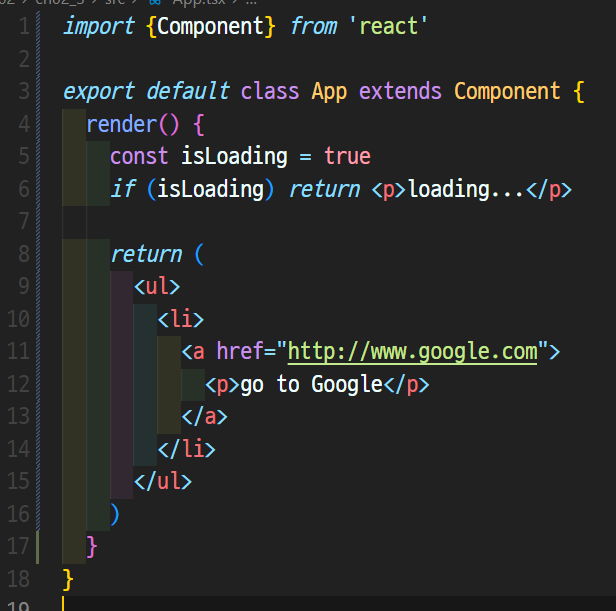 src > App.tsx > ...
1 import {Component} from 'react'
2
3 export default class App extends Component {
4   render() {
5     const isLoading = true
6     if (isLoading) return <p>loading...</p>
7
8     return (
9       <ul>
10         <li>
11           <a href="http://www.google.com">
12             <p>go to Google</p>
13           </a>
14         </li>
15       </ul>
16     )
17   }
18 }
19